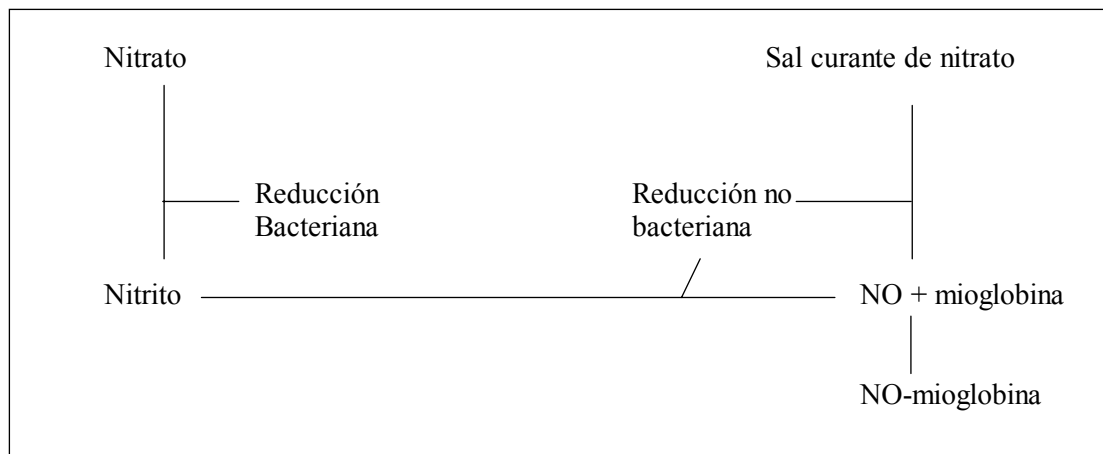 Nitrato
Sal curante de nitrato
Reducción
Bacteriana
Reducción no
bacteriana
Nitrito
NO + mioglobina
NO-mioglobina